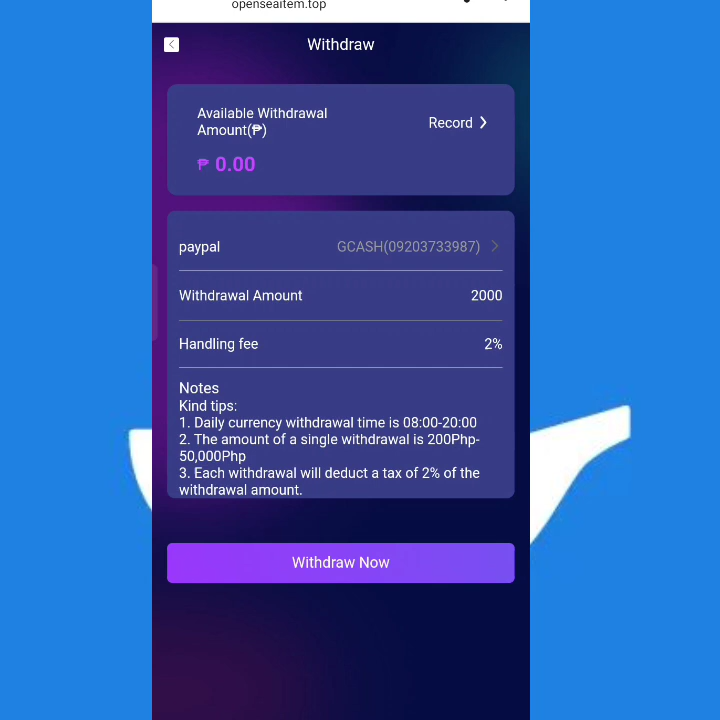 openseaitem.top
Withdraw
Available Withdrawal
Amount(₱)
Record
₱ 0.00
paypal GCASH(09203733987)
Withdrawal Amount 2000
Handling fee 2%
Notes
Kind tips:
1. Daily currency withdrawal time is 08:00-20:00
2. The amount of a single withdrawal is 200Php-
50,000Php
3. Each withdrawal will deduct a tax of 2% of the
withdrawal amount.
Withdraw Now